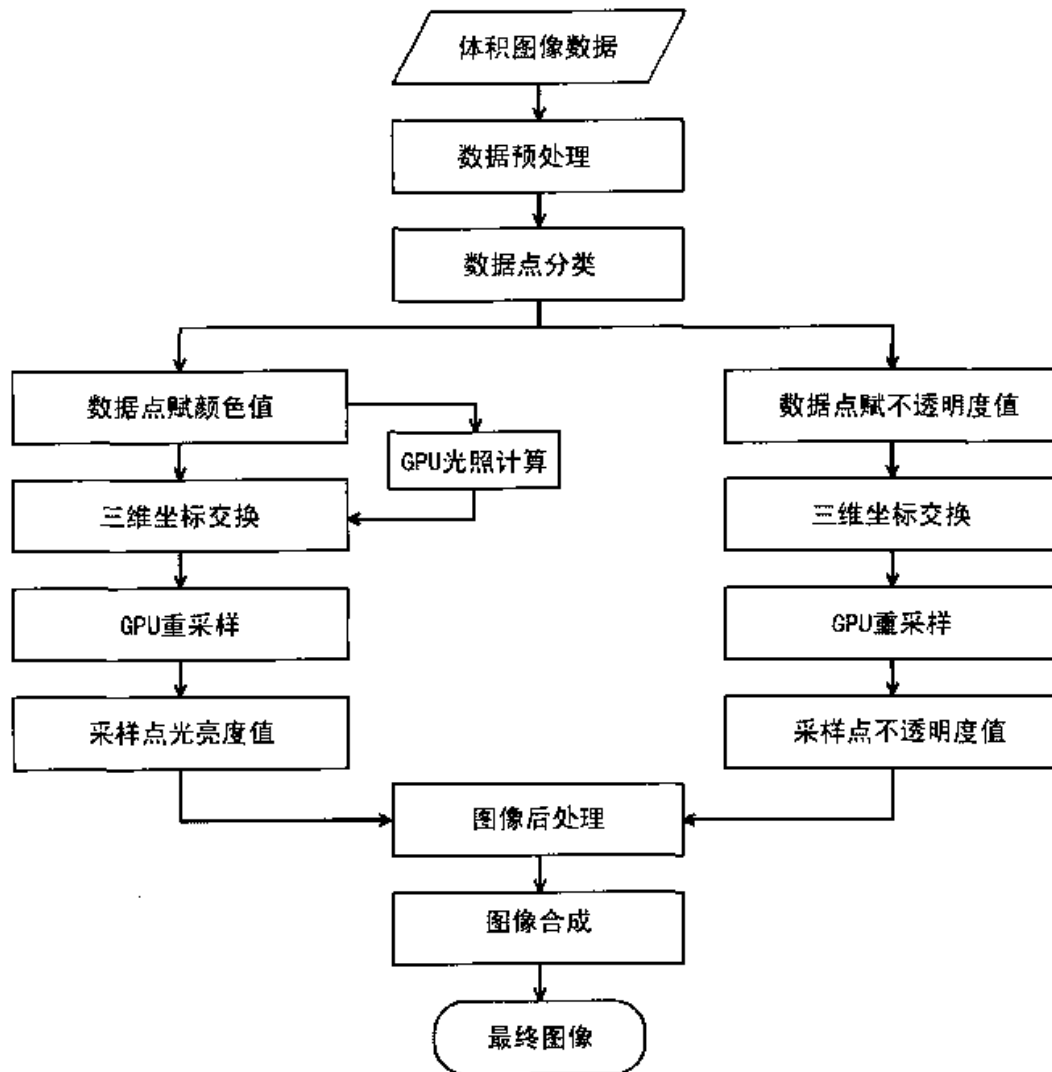 体积图像数据
数据预处理
数据点分类
数据点赋颜色值
数据点赋不透明度值
GPU光照计算
三维坐标交换
三维坐标交换
GPU重采样
GPU重采样
采样点光亮度值
采样点不透明度值
图像后处理
图像合成
最终图像